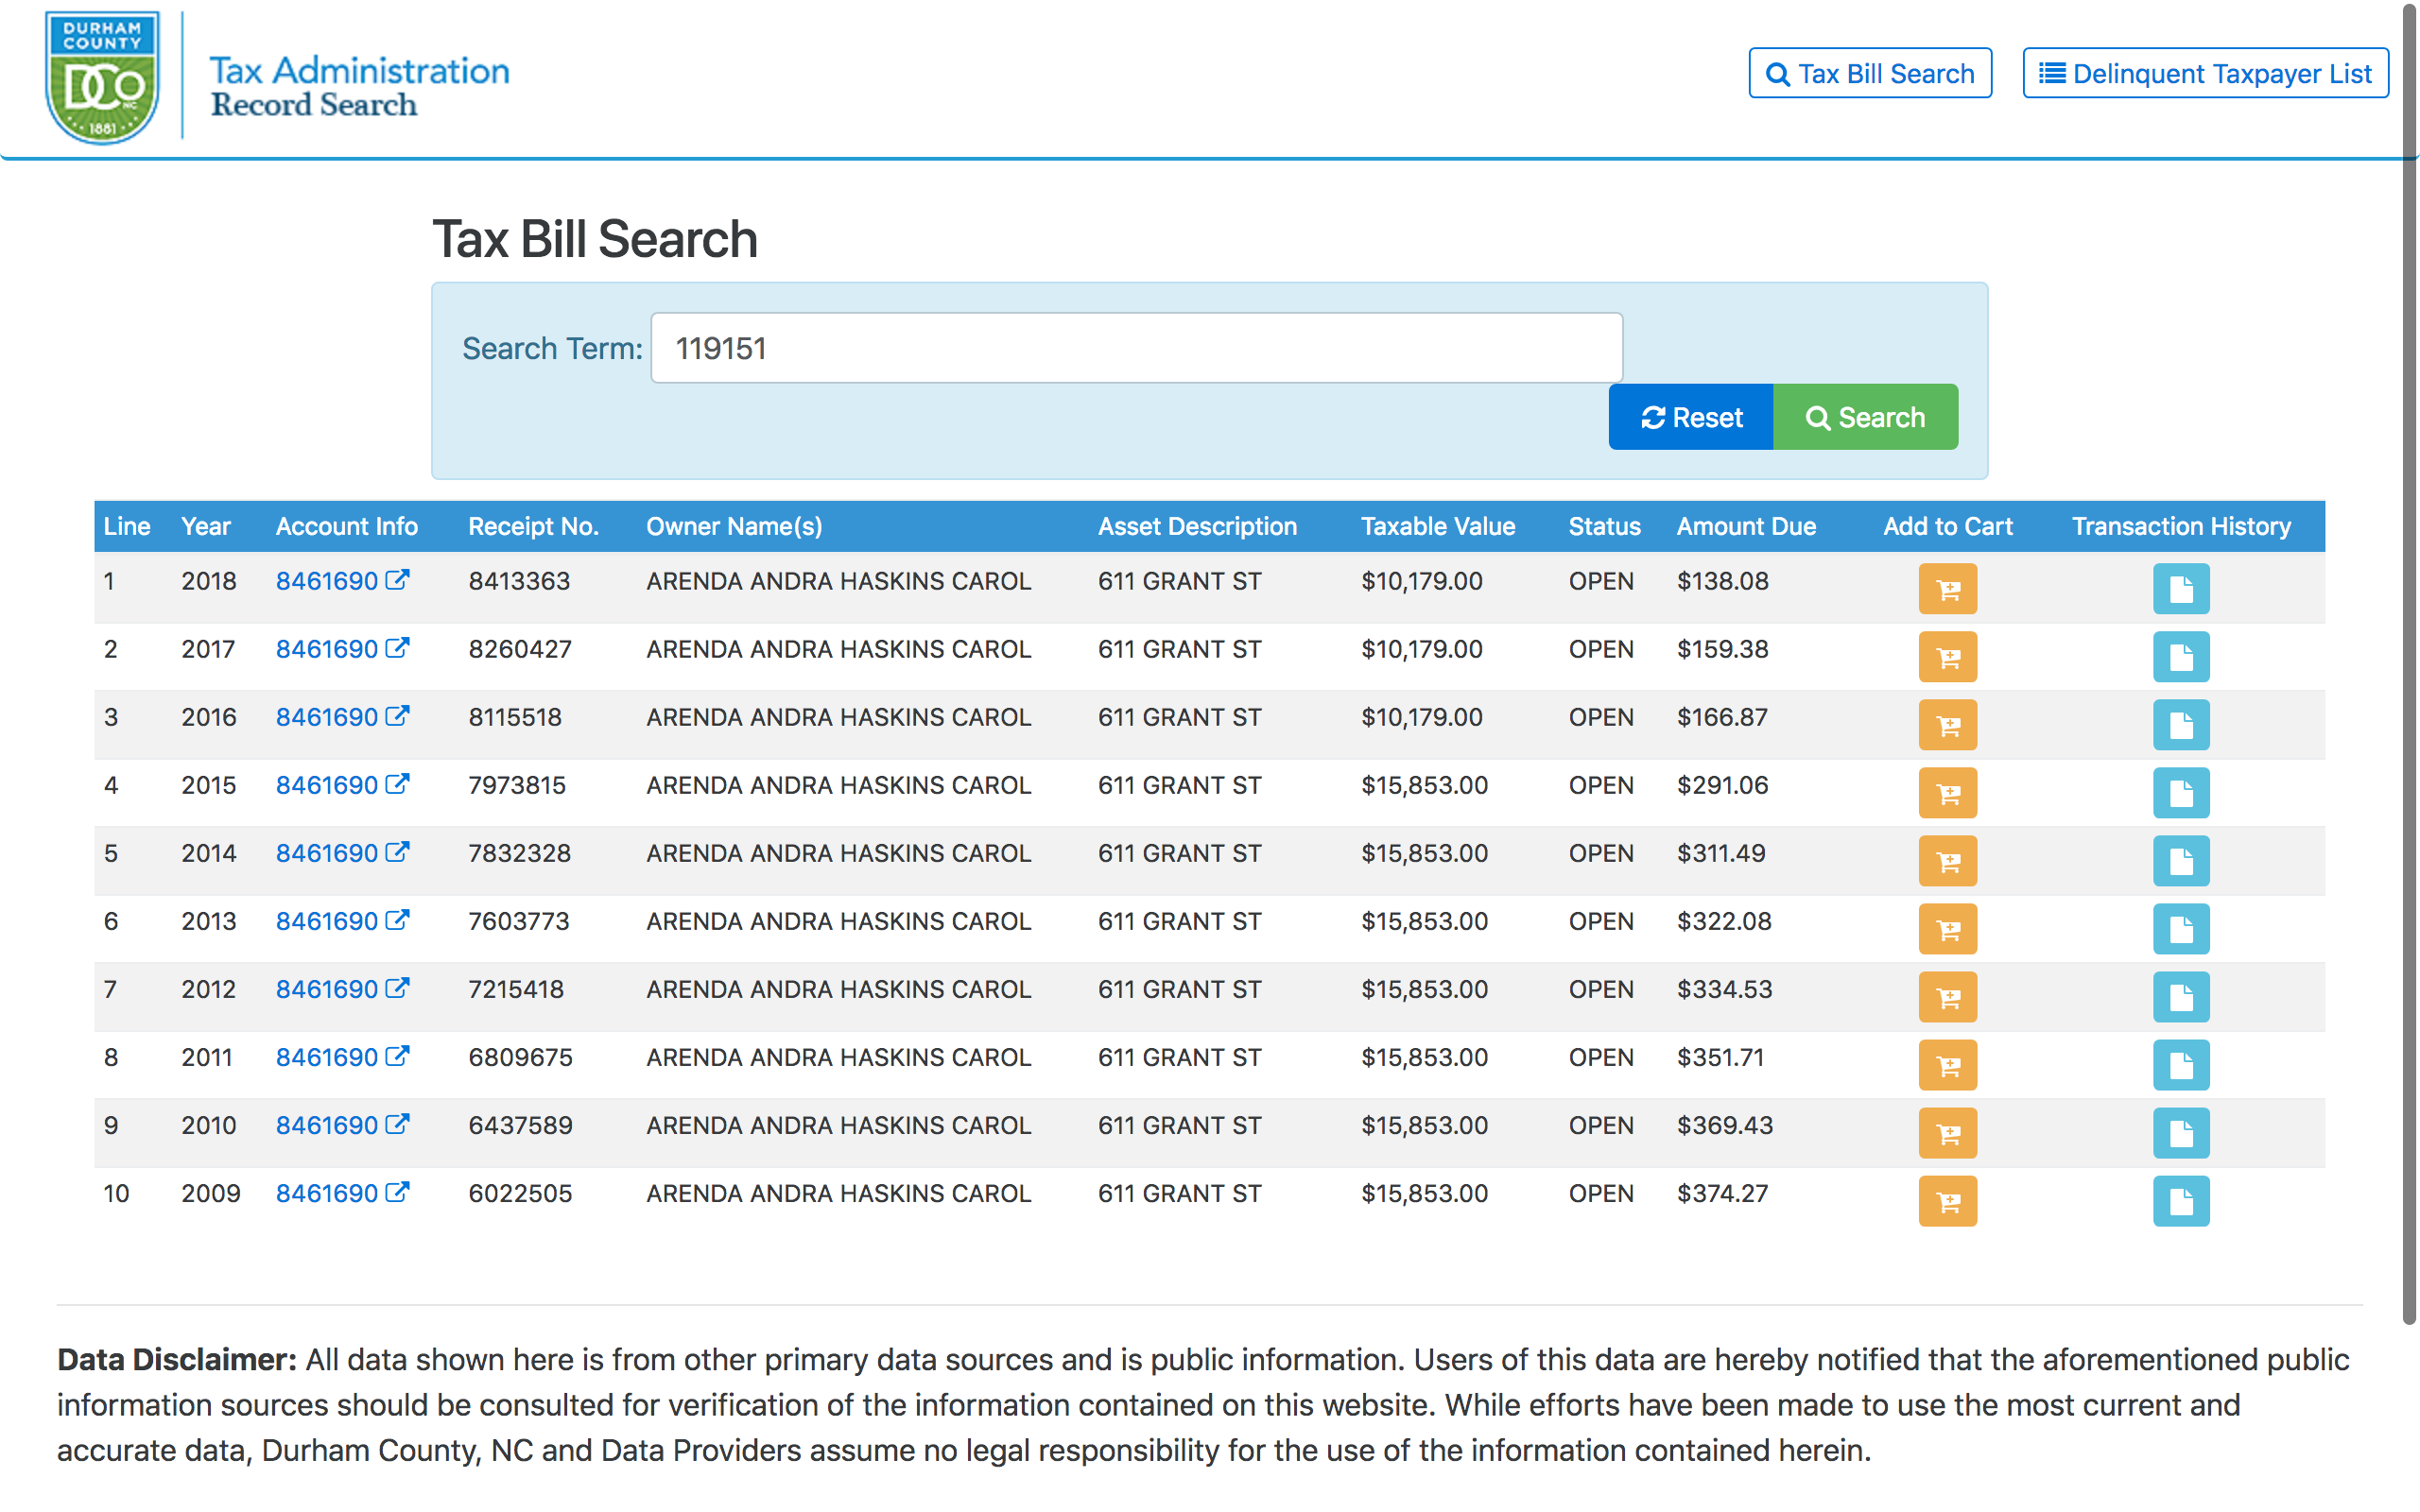 DURHAM
COUNTY
DCO
NC
1881
Tax Administration
Record Search
Tax Bill Search
Delinquent Taxpayer List
Tax Bill Search
Search Term: 119151
Reset Search
Line Year Account Info Receipt No. Owner Name(s) Asset Description Taxable Value Status Amount Due Add to Cart Transaction History
1 2018 8461690 8413363 ARENDA ANDRA HASKINS CAROL 611 GRANT ST $10,179.00 OPEN $138.08
2 2017 8461690 8260427 ARENDA ANDRA HASKINS CAROL 611 GRANT ST $10,179.00 OPEN $159.38
3 2016 8461690 8115518 ARENDA ANDRA HASKINS CAROL 611 GRANT ST $10,179.00 OPEN $166.87
4 2015 8461690 7973815 ARENDA ANDRA HASKINS CAROL 611 GRANT ST $15,853.00 OPEN $291.06
5 2014 8461690 7832328 ARENDA ANDRA HASKINS CAROL 611 GRANT ST $15,853.00 OPEN $311.49
6 2013 8461690 7603773 ARENDA ANDRA HASKINS CAROL 611 GRANT ST $15,853.00 OPEN $322.08
7 2012 8461690 7215418 ARENDA ANDRA HASKINS CAROL 611 GRANT ST $15,853.00 OPEN $334.53
8 2011 8461690 6809675 ARENDA ANDRA HASKINS CAROL 611 GRANT ST $15,853.00 OPEN $351.71
9 2010 8461690 6437589 ARENDA ANDRA HASKINS CAROL 611 GRANT ST $15,853.00 OPEN $369.43
10 2009 8461690 6022505 ARENDA ANDRA HASKINS CAROL 611 GRANT ST $15,853.00 OPEN $374.27
Data Disclaimer: All data shown here is from other primary data sources and is public information. Users of this data are hereby notified that the aforementioned public
information sources should be consulted for verification of the information contained on this website. While efforts have been made to use the most current and
accurate data, Durham County, NC and Data Providers assume no legal responsibility for the use of the information contained herein.